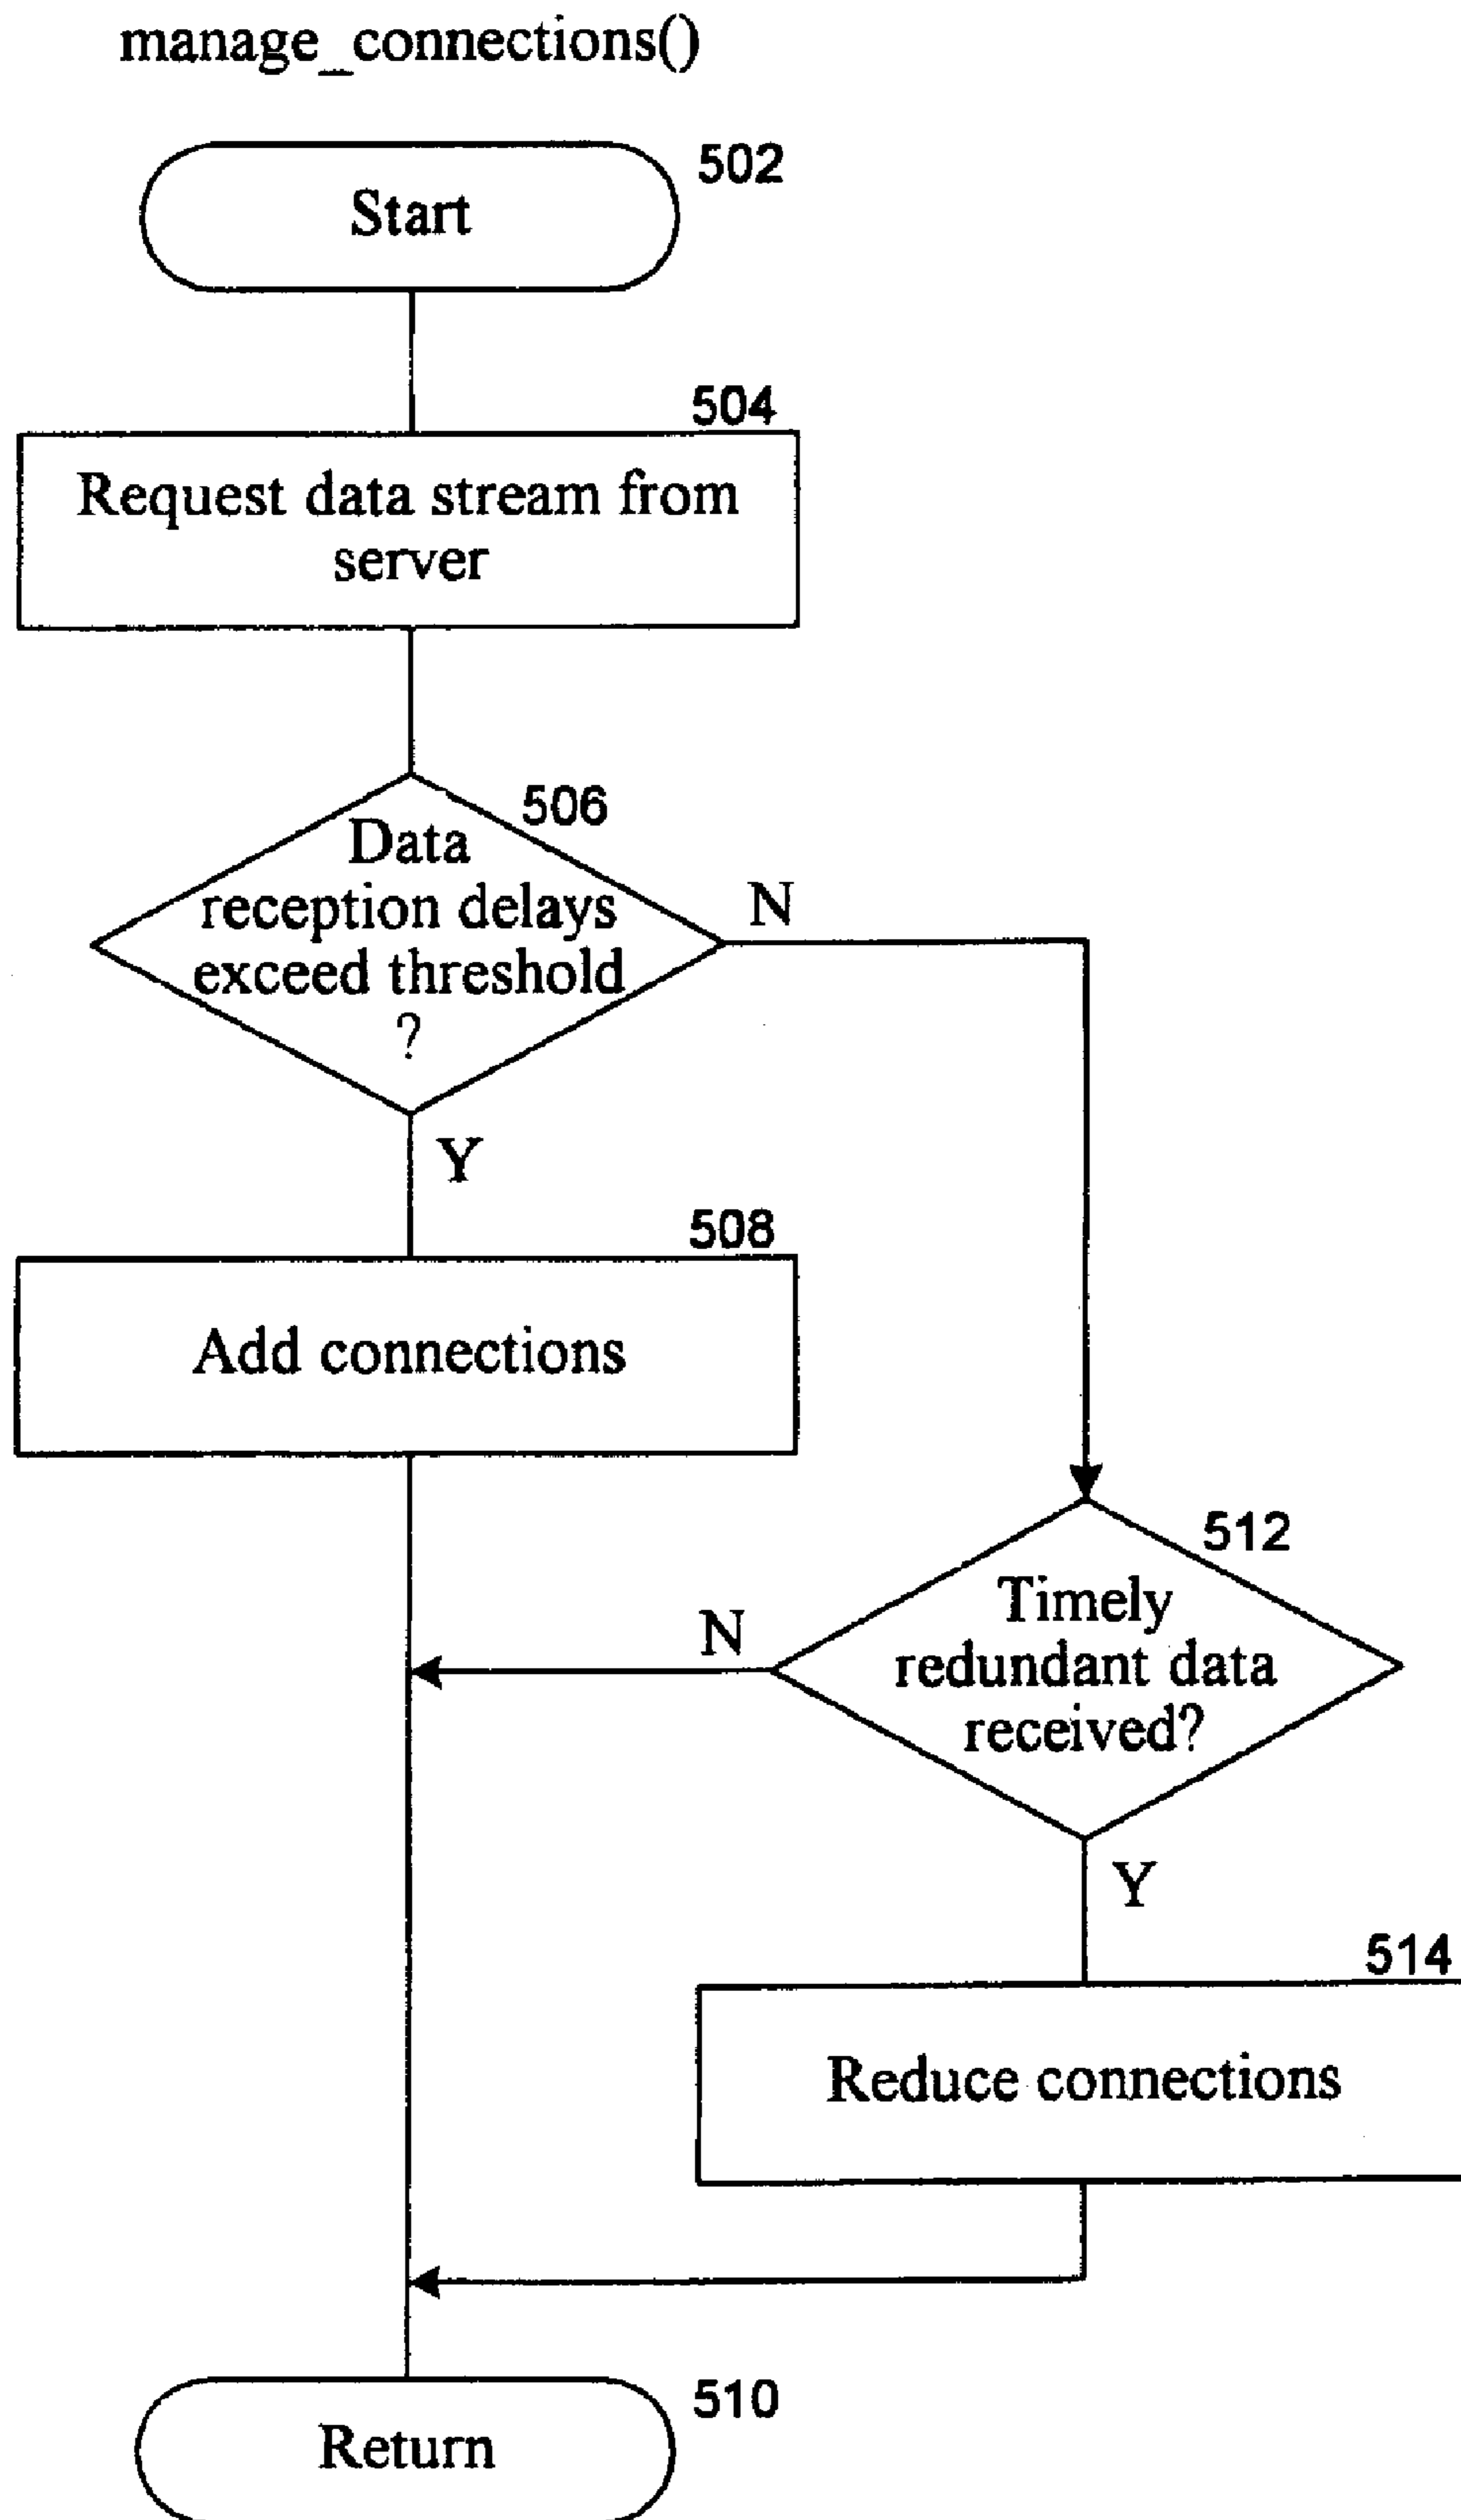 manage_connections()
502
Start
504
Request data stream from
server
506
Data
reception delays
exceed threshold
?
N
Y
508
Add connections
512
Timely
redundant data
received?
N
Y
514
Reduce connections
510
Return